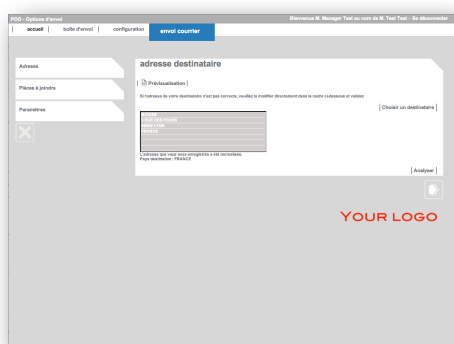 POD - Options d'envoi
Bienvenue M. Manager Test au nom de M. Test Test - Se déconnecter
accueil
boîte d'envoi
configuration
envoi courrier
Adresse
Pièces à joindre
Paramètres
adresse destinataire
Prévisualisation
Si l'adresse de votre destinataire n'est pas correcte, veuillez la modifier directement dans le cadre ci-dessous et validez
Choisir un destinataire
FRANCE
L'adresse que vous avez enregistrée a été normalisée.
Pays destination : FRANCE
Analyser
YOUR LOGO